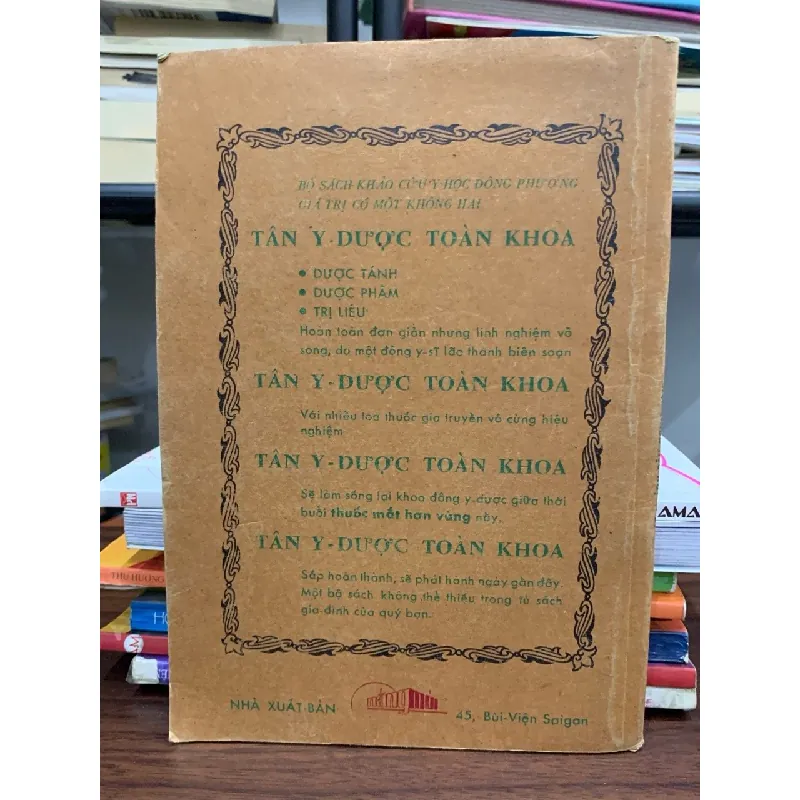 BỘ SÁCH KHẢO CỨU Y HỌC ĐÔNG PHƯƠNG
GIÁ TRỊ CÓ MỘT KHÔNG HAI
TÂN Y-DƯỢC TOÀN KHOA
• DƯỢC TÁNH
• DƯỢC PHẨM
• TRỊ LIỆU
Hoàn toàn đơn giản nhưng linh nghiệm vô
song, do một đông y-sĩ lão thành biên soạn
TÂN Y-DƯỢC TOÀN KHOA
Với nhiều toa thuốc gia truyền vô cùng hiệu
nghiệm
TÂN Y-DƯỢC TOÀN KHOA
Sẽ làm sống lại khoa đông y-dược giữa thời
buổi thuốc mắt hơn vàng này.
TÂN Y-DƯỢC TOÀN KHOA
Sắp hoàn thành, sẽ phát hành ngày gần đây.
Một bộ sách không thể thiếu trong tủ sách
gia-đình của quý bạn.
NHÀ XUẤT-BẢN
45, Bùi-Viện Saigon
AMA